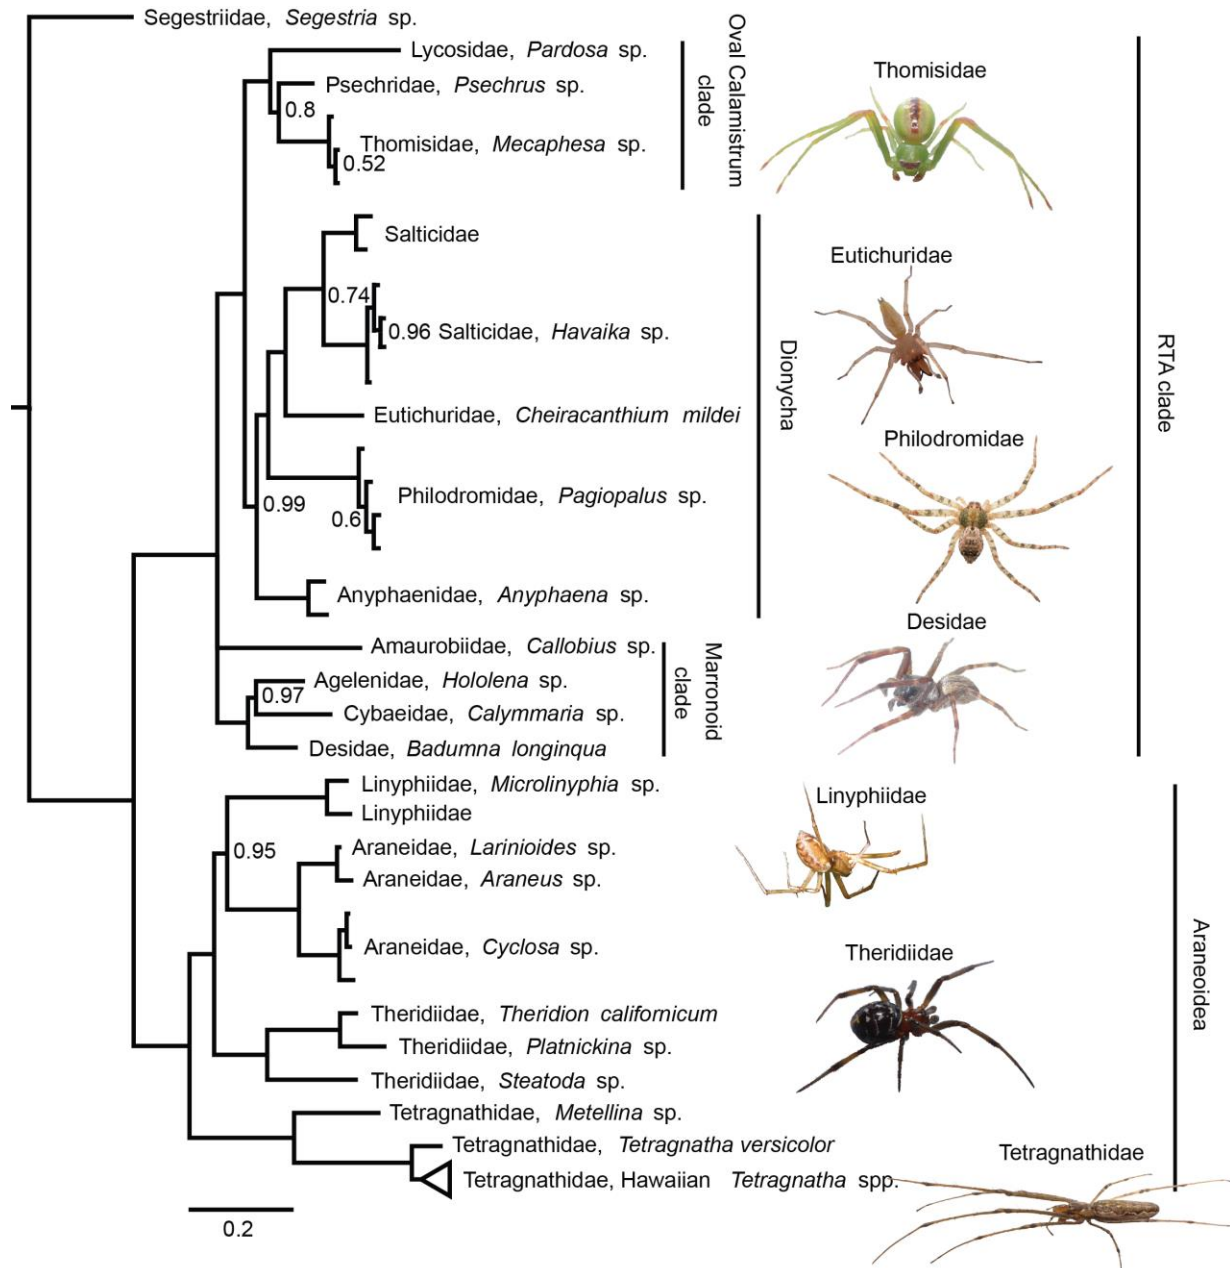 Segestriidae, Segestria sp.
Lycosidae, Pardosa sp.
Psechridae, Psechrus sp.
0.8
Thomisidae, Mecaphesa sp.
0.52
Oval Calamistrum
clade
Thomisidae
Salticidae
0.74
0.96 Salticidae, Havaika sp.
Eutichuridae
Eutichuridae, Cheiracanthium mildei
Dionycha
RTA clade
Philodromidae
Philodromidae, Pagiopalus sp.
0.99
0.6
Anyphaenidae, Anyphaena sp.
Desidae
Amaurobiidae, Callobius sp.
Agelenidae, Hololena sp.
0.97
Cybaeidae, Calymmaria sp.
Desidae, Badumna longinqua
Marronoid
clade
Linyphiidae, Microlinyphia sp.
Linyphiidae
Linyphiidae
0.95
Araneidae, Larinioides sp.
Araneidae, Araneus sp.
Araneidae, Cyclosa sp.
Theridiidae
Araneoidea
Theridiidae, Theridion californicum
Theridiidae, Platnickina sp.
Theridiidae, Steatoda sp.
Tetragnathidae, Metellina sp.
Tetragnathidae, Tetragnatha versicolor
Tetragnathidae
Tetragnathidae, Hawaiian Tetragnatha spp.
0.2